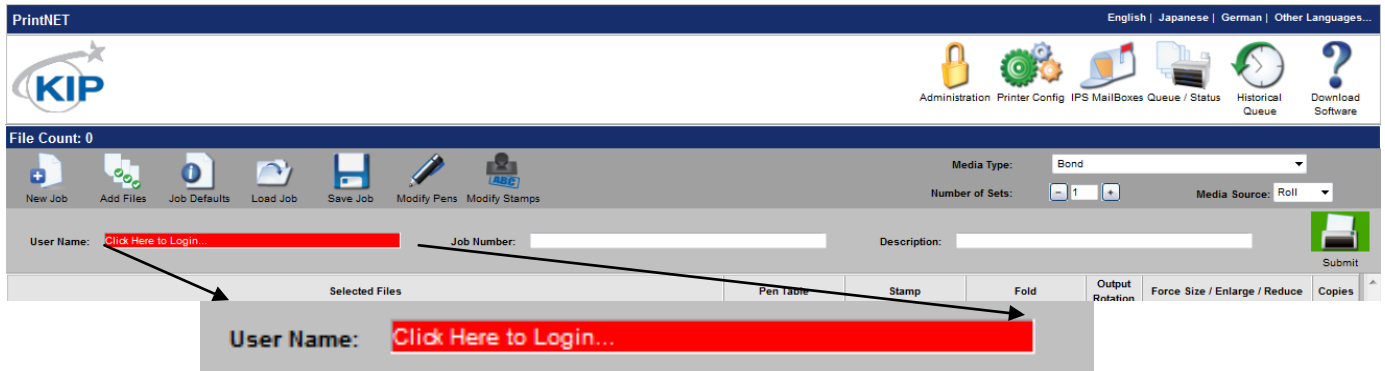 PrintNET
English | Japanese | German | Other Languages...
KIP
Administration Printer Config IPS MailBoxes Queue / Status Historical Queue Download Software
File Count: 0
New Job Add Files Job Defaults Load Job Save Job Modify Pens Modify Stamps
ABC
Media Type: Bond
Number of Sets: - 1 + Media Source: Roll
User Name: Click Here to Login... Job Number: Description:
Submit
Selected Files Pen Table Stamp Fold Output Rotation Force Size / Enlarge / Reduce Copies
User Name: Click Here to Login...